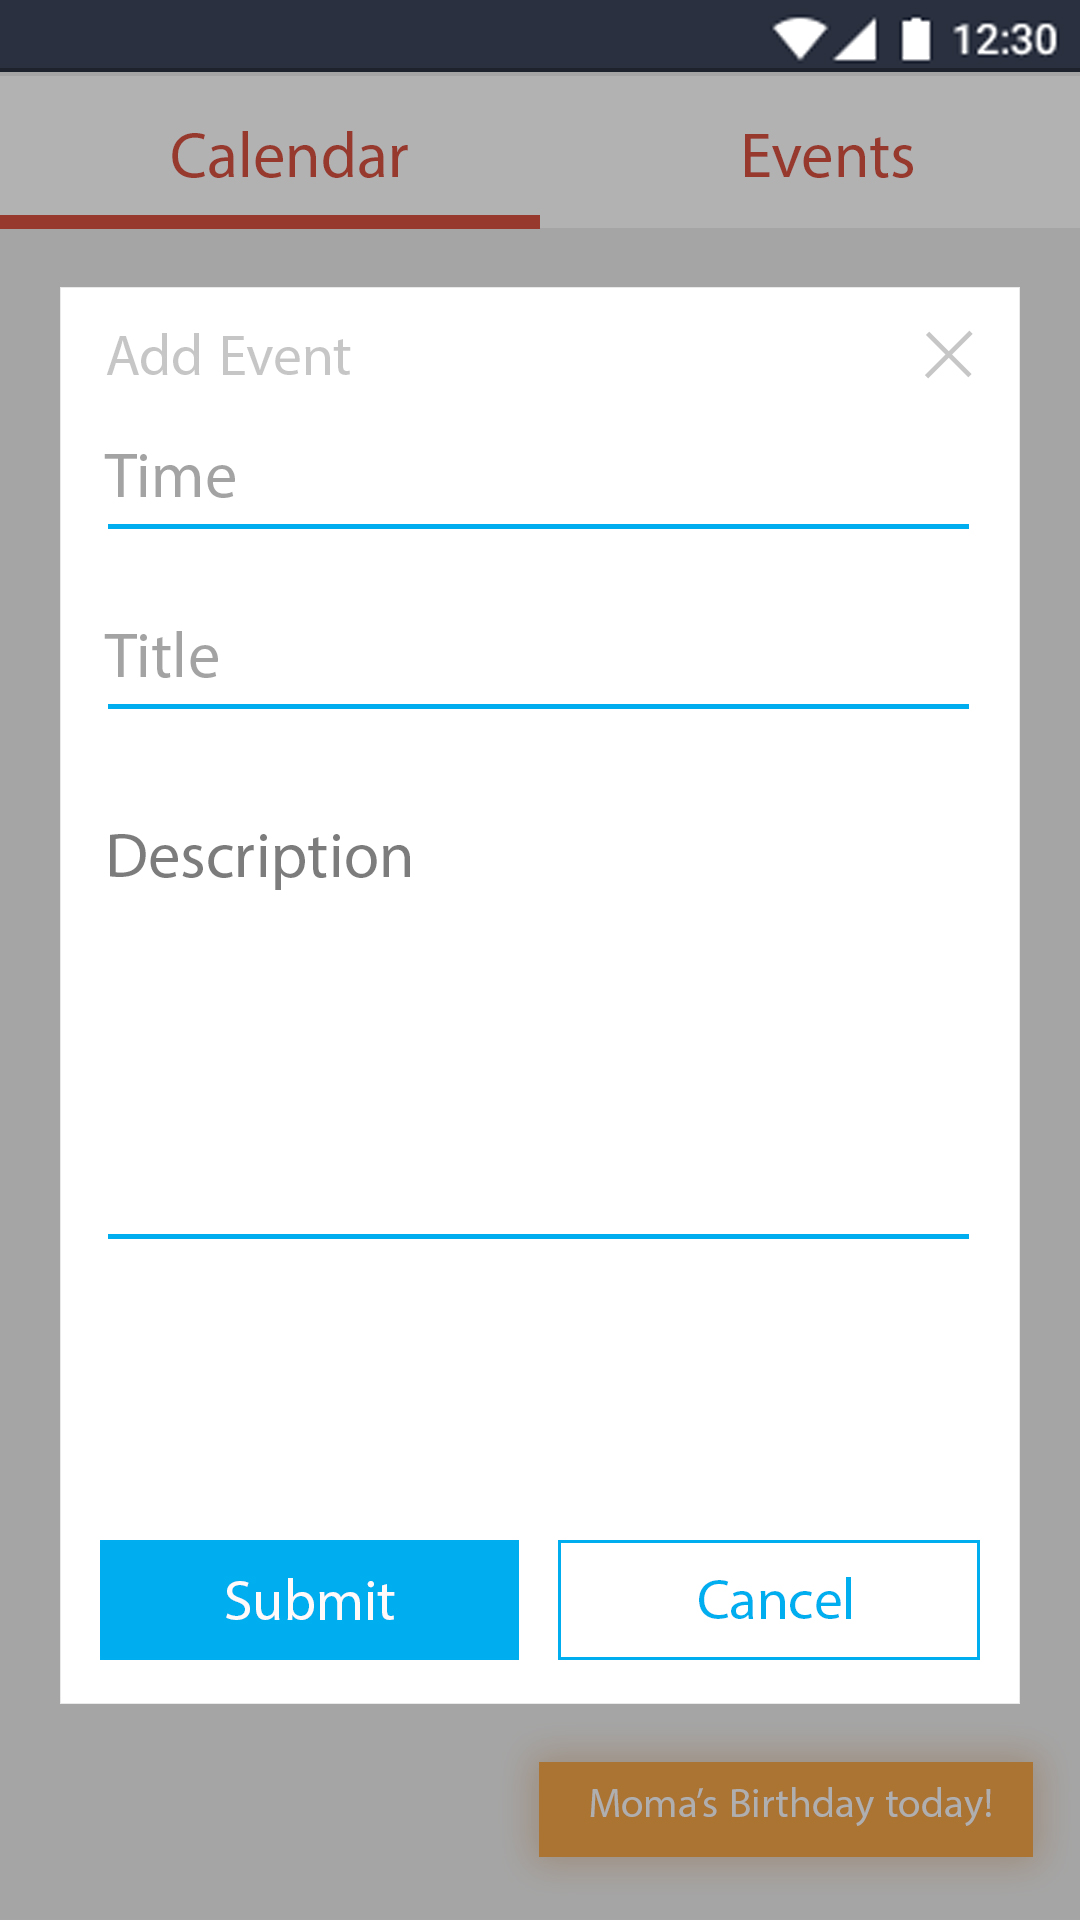 12:30
Calendar
Events
Add Event
Time
Title
Description
Submit
Cancel
Moma's Birthday today!